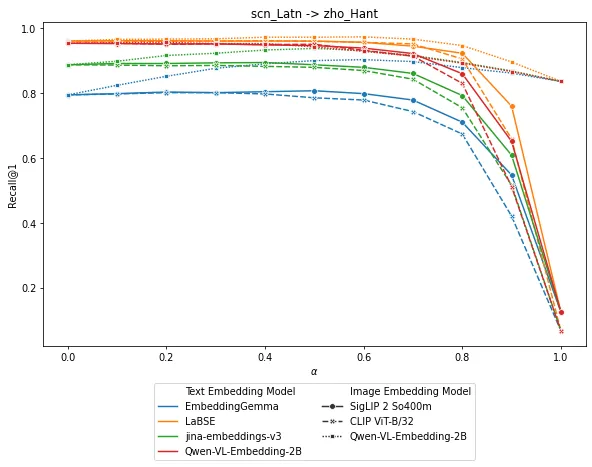 scn_Latn -> zho_Hant
Recall@1
1.0
0.8
0.6
0.4
0.2
0.0 0.2 0.4 0.6 0.8 1.0
α
Text Embedding Model
EmbeddingGemma
LaBSE
jina-embeddings-v3
Qwen-VL-Embedding-2B
Image Embedding Model
SigLIP 2 So400m
CLIP ViT-B/32
Qwen-VL-Embedding-2B